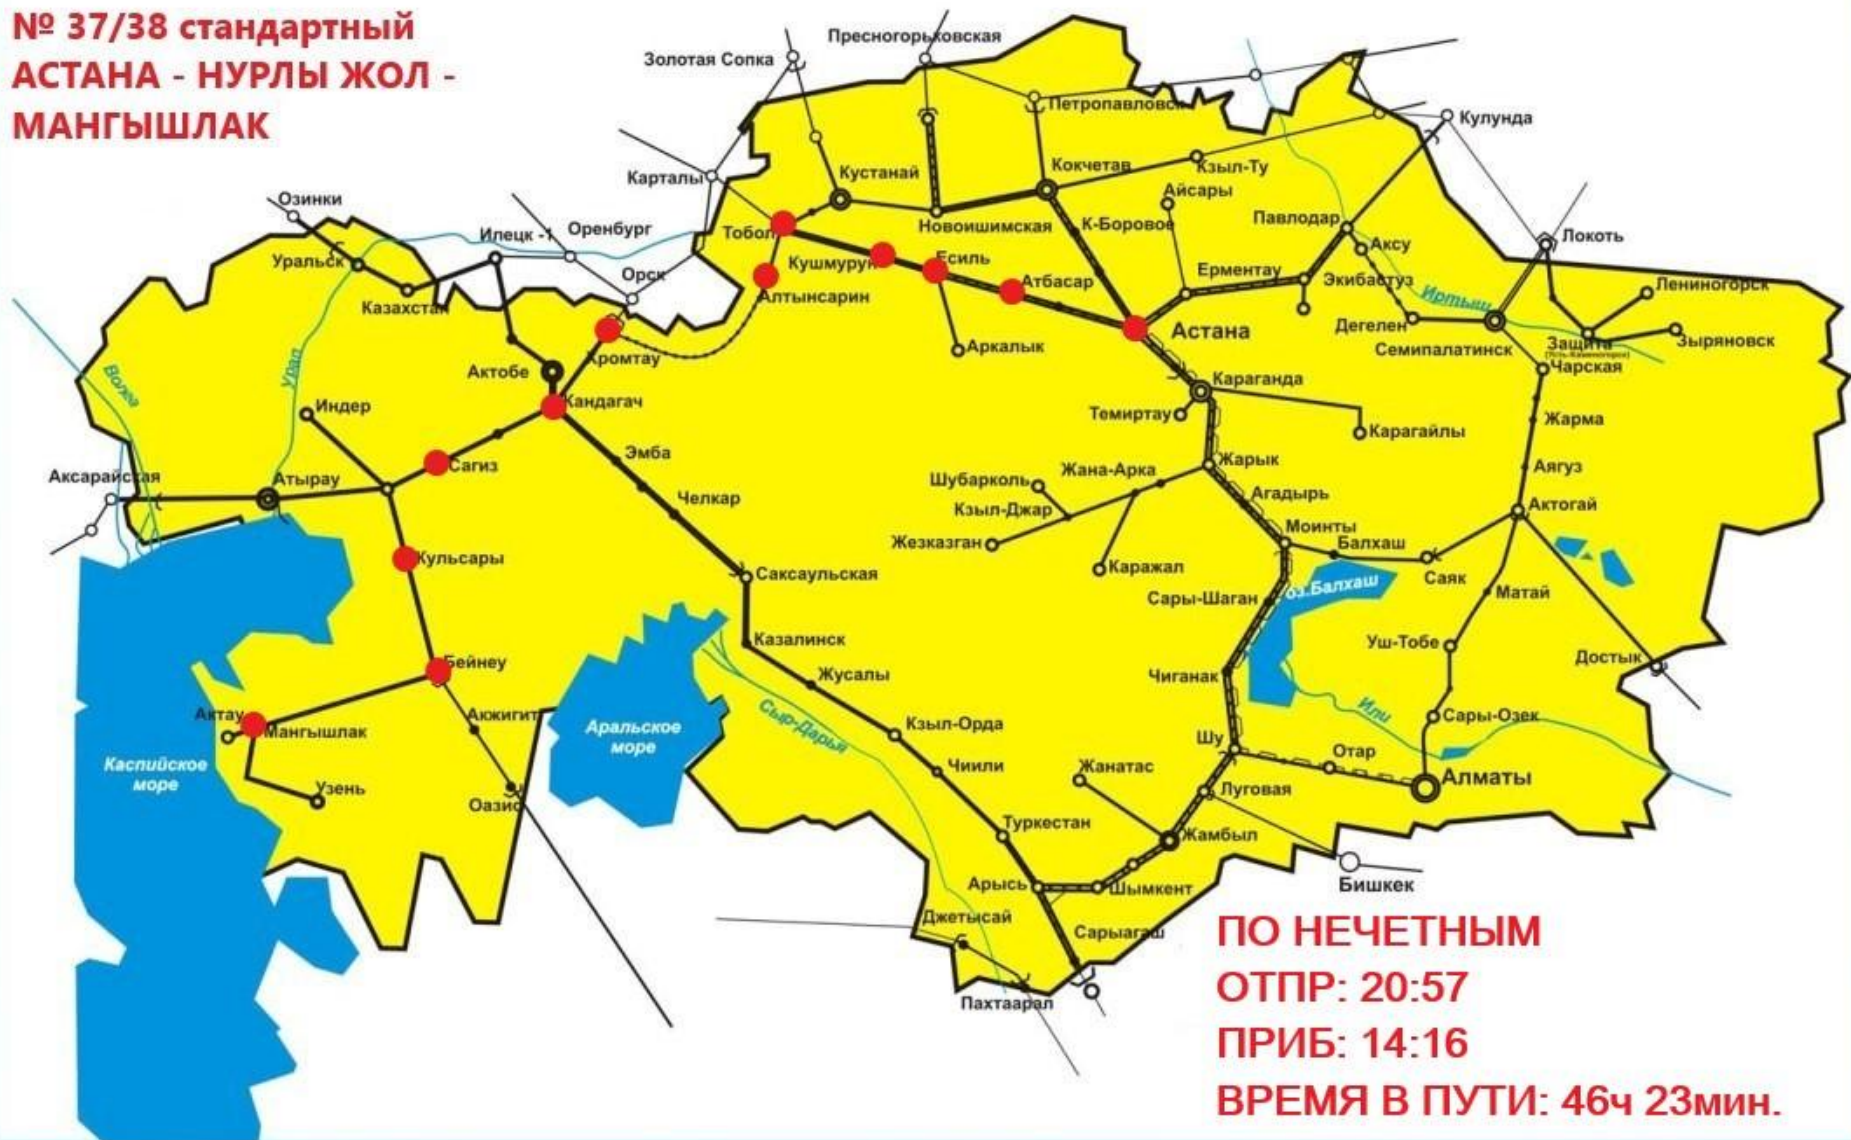 № 37/38 стандартный
АСТАНА - НУРЛЫ ЖОЛ -
МАНГЫШЛАК
Золотая Сопка
Пресногорьковская
Петропавловск
Кулунда
Карталы
Кустанай
Кокчетав
Кзыл-Ту
Айсары
Озинки
Илецк -1
Оренбург
Тобол
Новоишимская
К-Боровое
Павлодар
Локоть
Аксу
Уральск
Орск
Кушмурун
Есиль
Атбасар
Ерментау
Экибастуз
Лениногорск
Казахстан
Алтынсарин
Иртыш
Астана
Дегелен
Семипалатинск
Защита
(Усть-Каменогорск)
Зыряновск
Чарская
Волга
Урал
Хромтау
Аркалык
Актобе
Караганда
Темиртау
Карагайлы
Жарма
Индер
Кандагач
Эмба
Сагиз
Аксарайская
Атырау
Челкар
Шубарколь
Жана-Арка
Жарык
Аягуз
Кзыл-Джар
Агадырь
Актогай
Жезказган
Моинты
Балхаш
Кульсары
Саксаульская
Каражал
Саяк
оз.Балхаш
Сары-Шаган
Матай
Казалинск
Уш-Тобе
Достык
Бейнеу
Жусалы
Чиганак
Актау
Мангышлак
Акжигит
Аральское
море
Сыр-Дарья
Кзыл-Орда
Или
Сары-Озек
Каспийское
море
Узень
Оазис
Чиили
Жанатас
Шу
Отар
Алматы
Луговая
Туркестан
Жамбыл
Арысь
Шымкент
Бишкек
Джетысай
Сарыагаш
Пахтаарал
ПО НЕЧЕТНЫМ
ОТПР: 20:57
ПРИБ: 14:16
ВРЕМЯ В ПУТИ: 46ч 23мин.